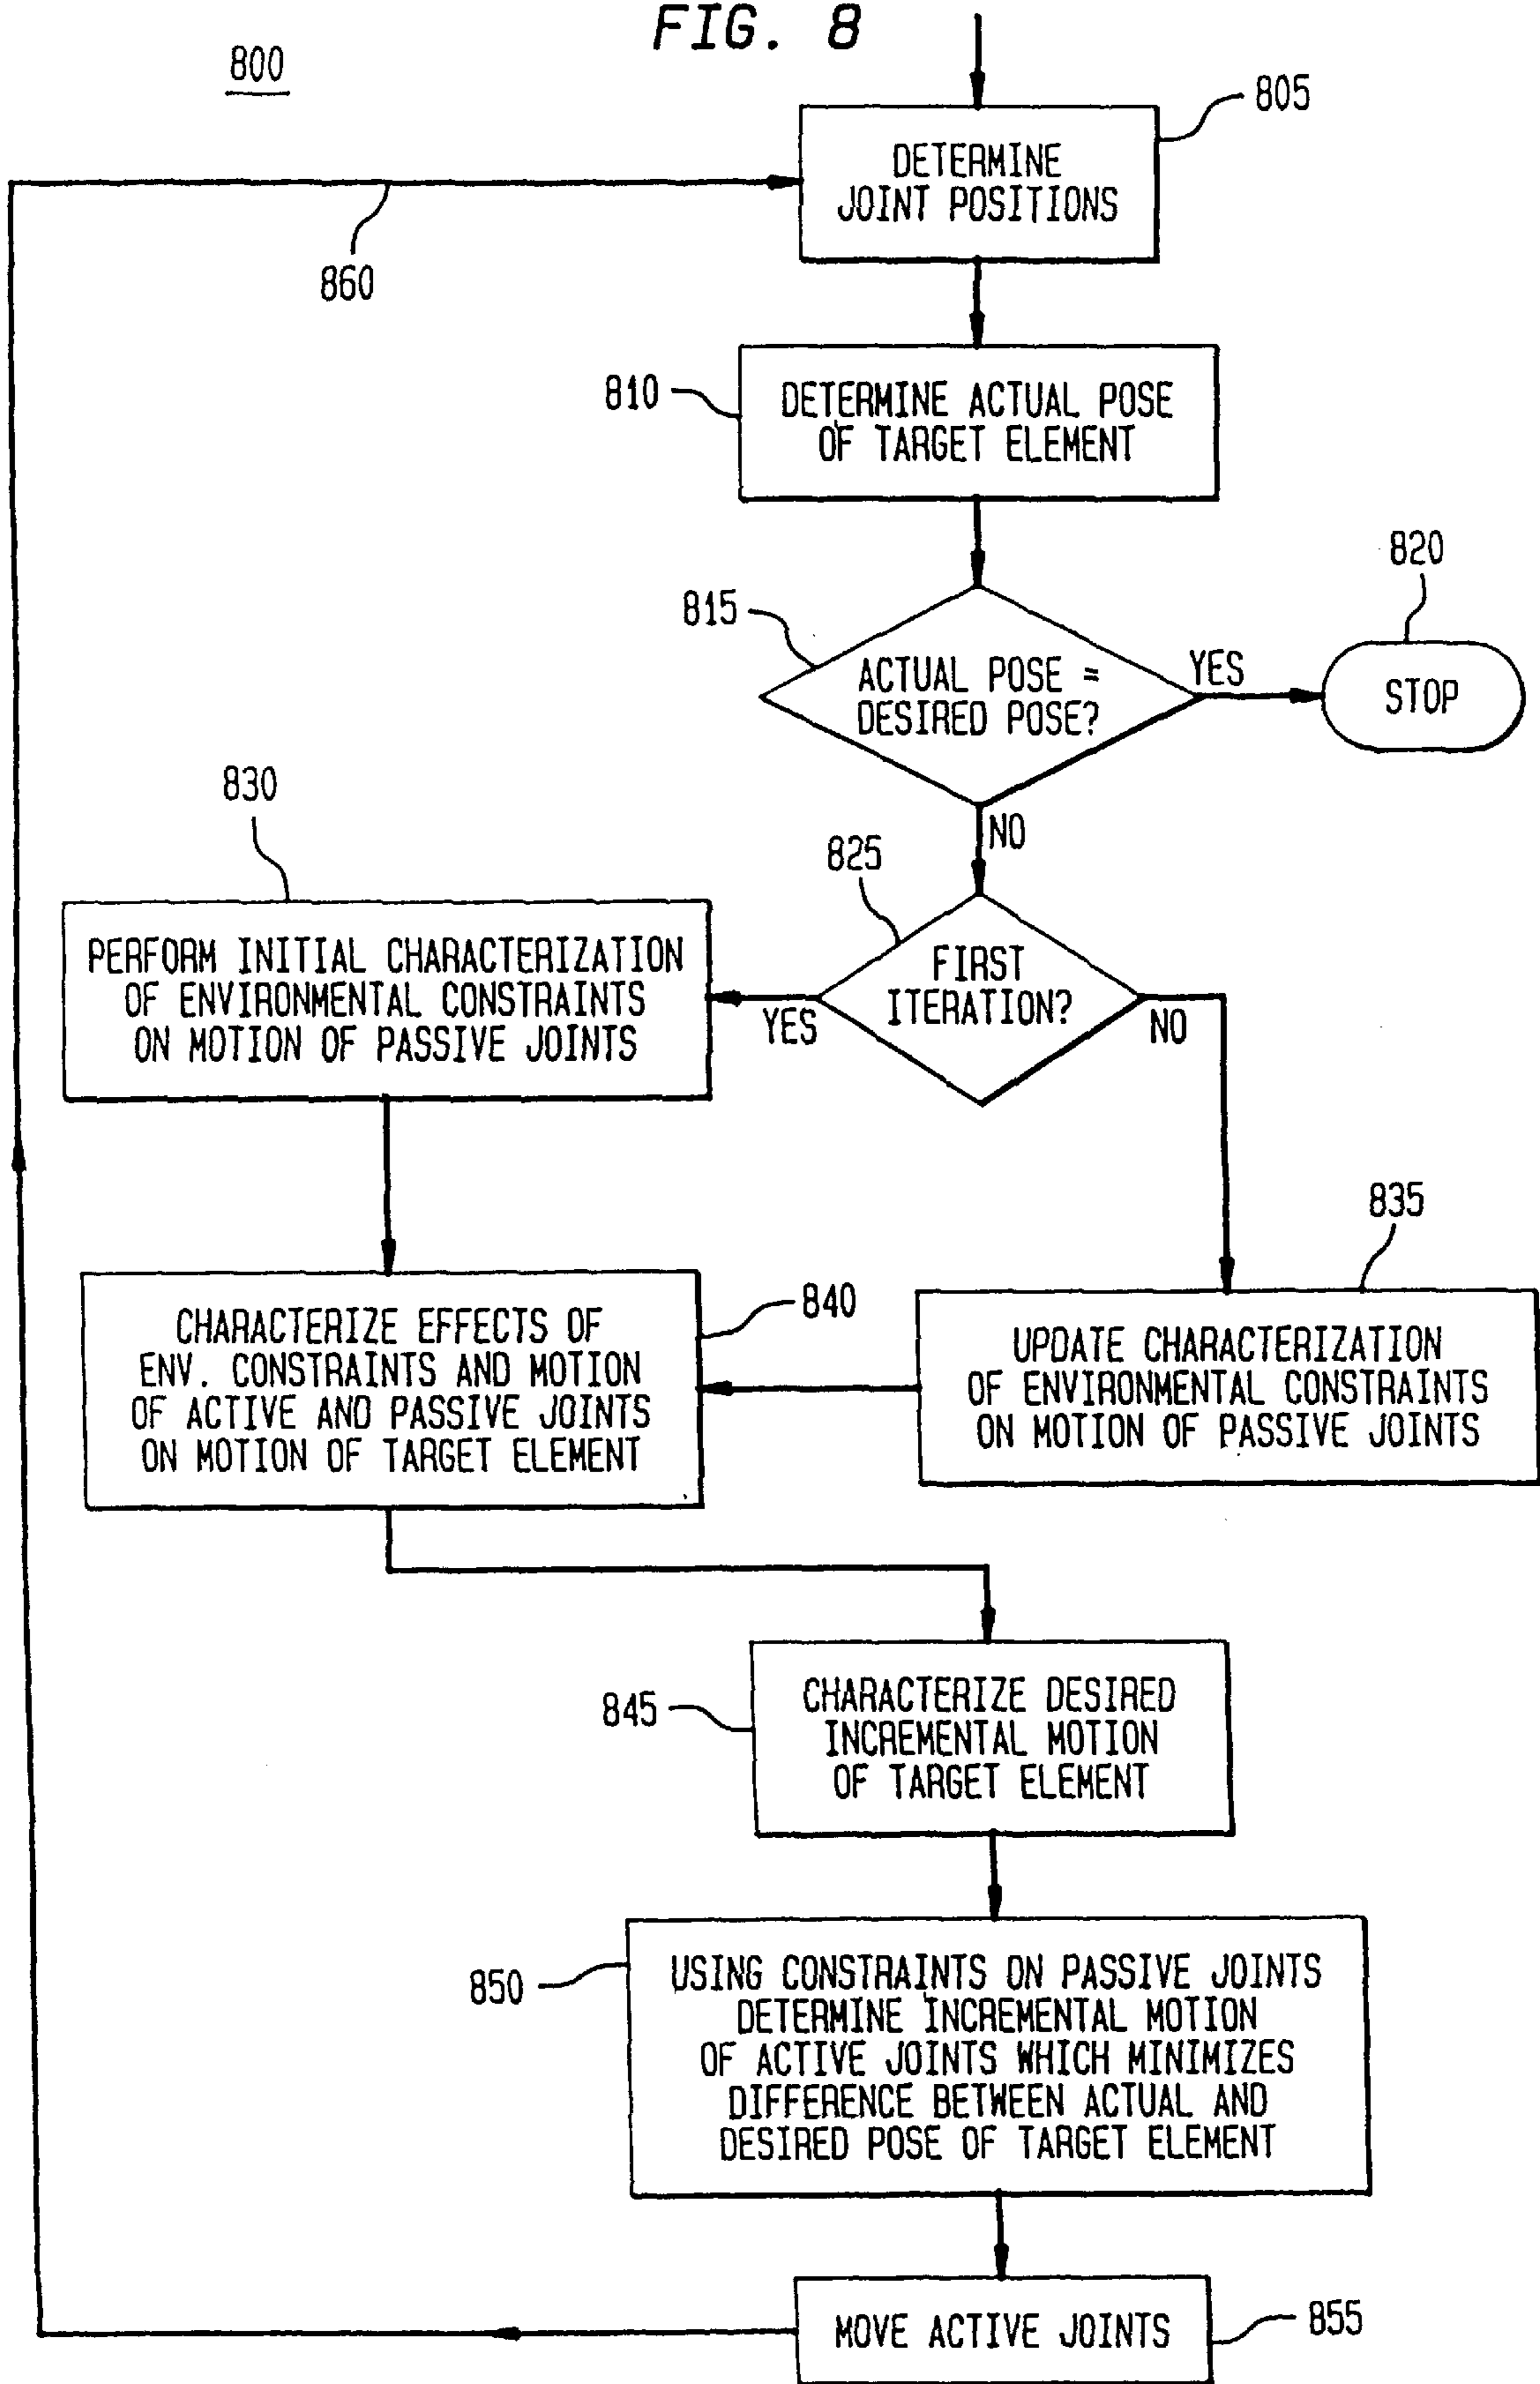 FIG. 8
800
805
DETERMINE
JOINT POSITIONS
860
810
DETERMINE ACTUAL POSE
OF TARGET ELEMENT
820
815
ACTUAL POSE =
DESIRED POSE?
YES
STOP
NO
830
825
PERFORM INITIAL CHARACTERIZATION
OF ENVIRONMENTAL CONSTRAINTS
ON MOTION OF PASSIVE JOINTS
FIRST
ITERATION?
YES
NO
835
840
CHARACTERIZE EFFECTS OF
ENV. CONSTRAINTS AND MOTION
OF ACTIVE AND PASSIVE JOINTS
ON MOTION OF TARGET ELEMENT
UPDATE CHARACTERIZATION
OF ENVIRONMENTAL CONSTRAINTS
ON MOTION OF PASSIVE JOINTS
845
CHARACTERIZE DESIRED
INCREMENTAL MOTION
OF TARGET ELEMENT
850
USING CONSTRAINTS ON PASSIVE JOINTS
DETERMINE INCREMENTAL MOTION
OF ACTIVE JOINTS WHICH MINIMIZES
DIFFERENCE BETWEEN ACTUAL AND
DESIRED POSE OF TARGET ELEMENT
MOVE ACTIVE JOINTS
855